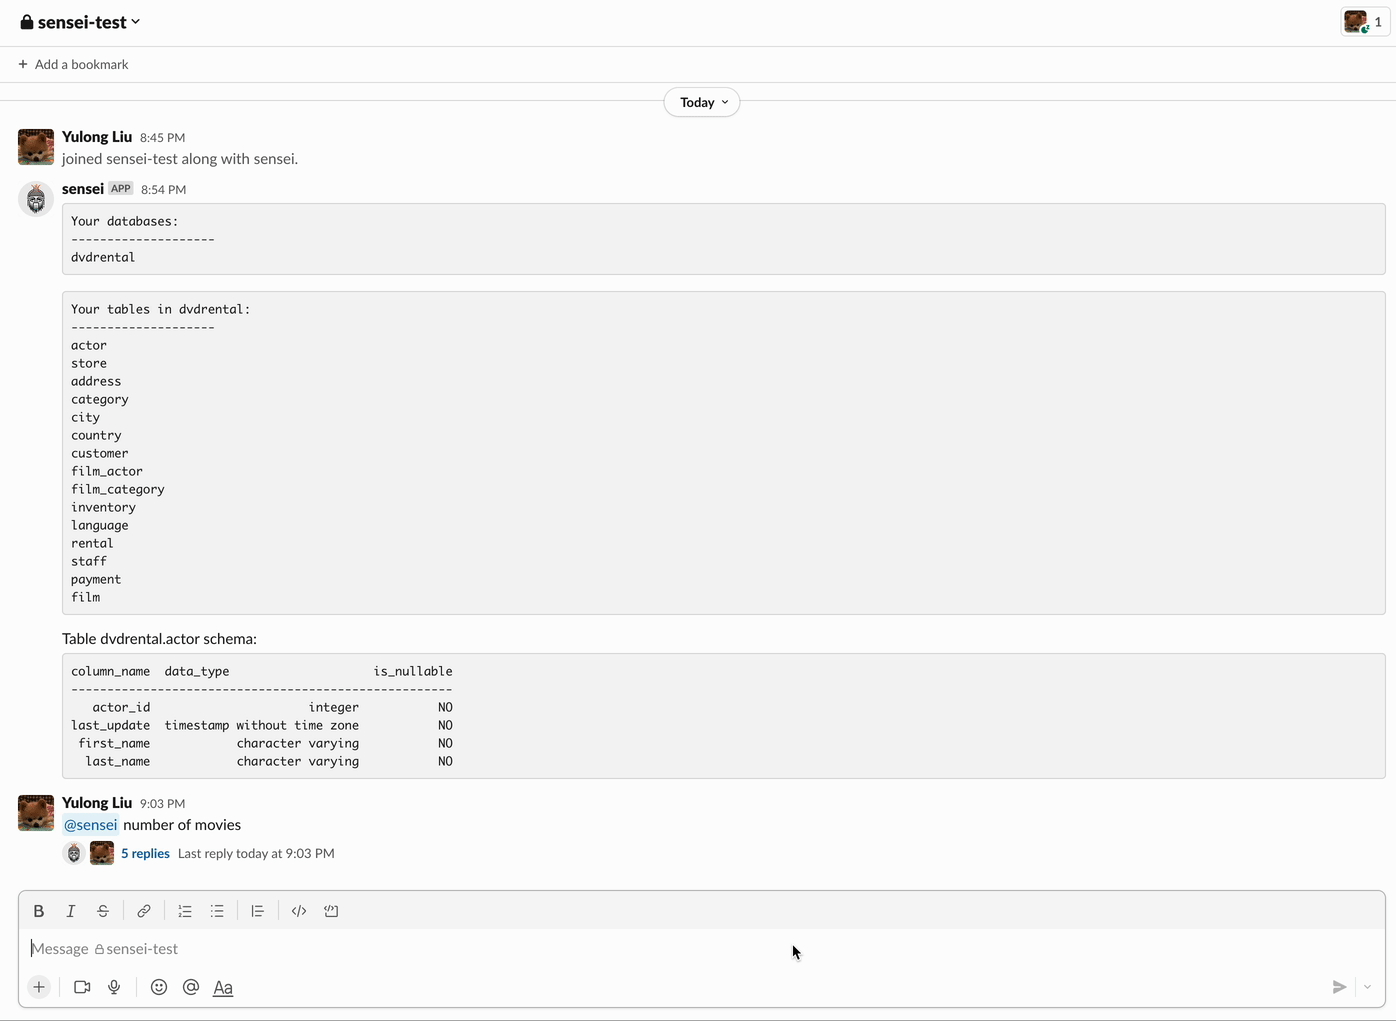 sensei-test
1
+ Add a bookmark
Today
Yulong Liu 8:45 PM
joined sensei-test along with sensei.
sensei APP 8:54 PM
Your databases:
--------------------
dvdrental
Your tables in dvdrental:
--------------------
actor
store
address
category
city
country
customer
film_actor
film_category
inventory
language
rental
staff
payment
film
Table dvdrental.actor schema:
column_name  data_type                    is_nullable
-----------------------------------------------------
   actor_id                      integer           NO
last_update  timestamp without time zone           NO
 first_name            character varying           NO
  last_name            character varying           NO
Yulong Liu 9:03 PM
@sensei number of movies
5 replies Last reply today at 9:03 PM
B I S
Message sensei-test
+ @ Aa